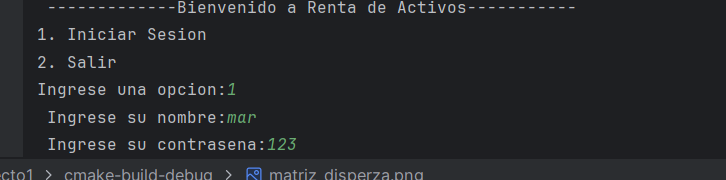 -------------Bienvenido a Renta de Activos-----------
1. Iniciar Sesion
2. Salir
Ingrese una opcion:1
Ingrese su nombre:mar
Ingrese su contrasena:123
ecto1 > cmake-build-debug > matriz_disperza.png